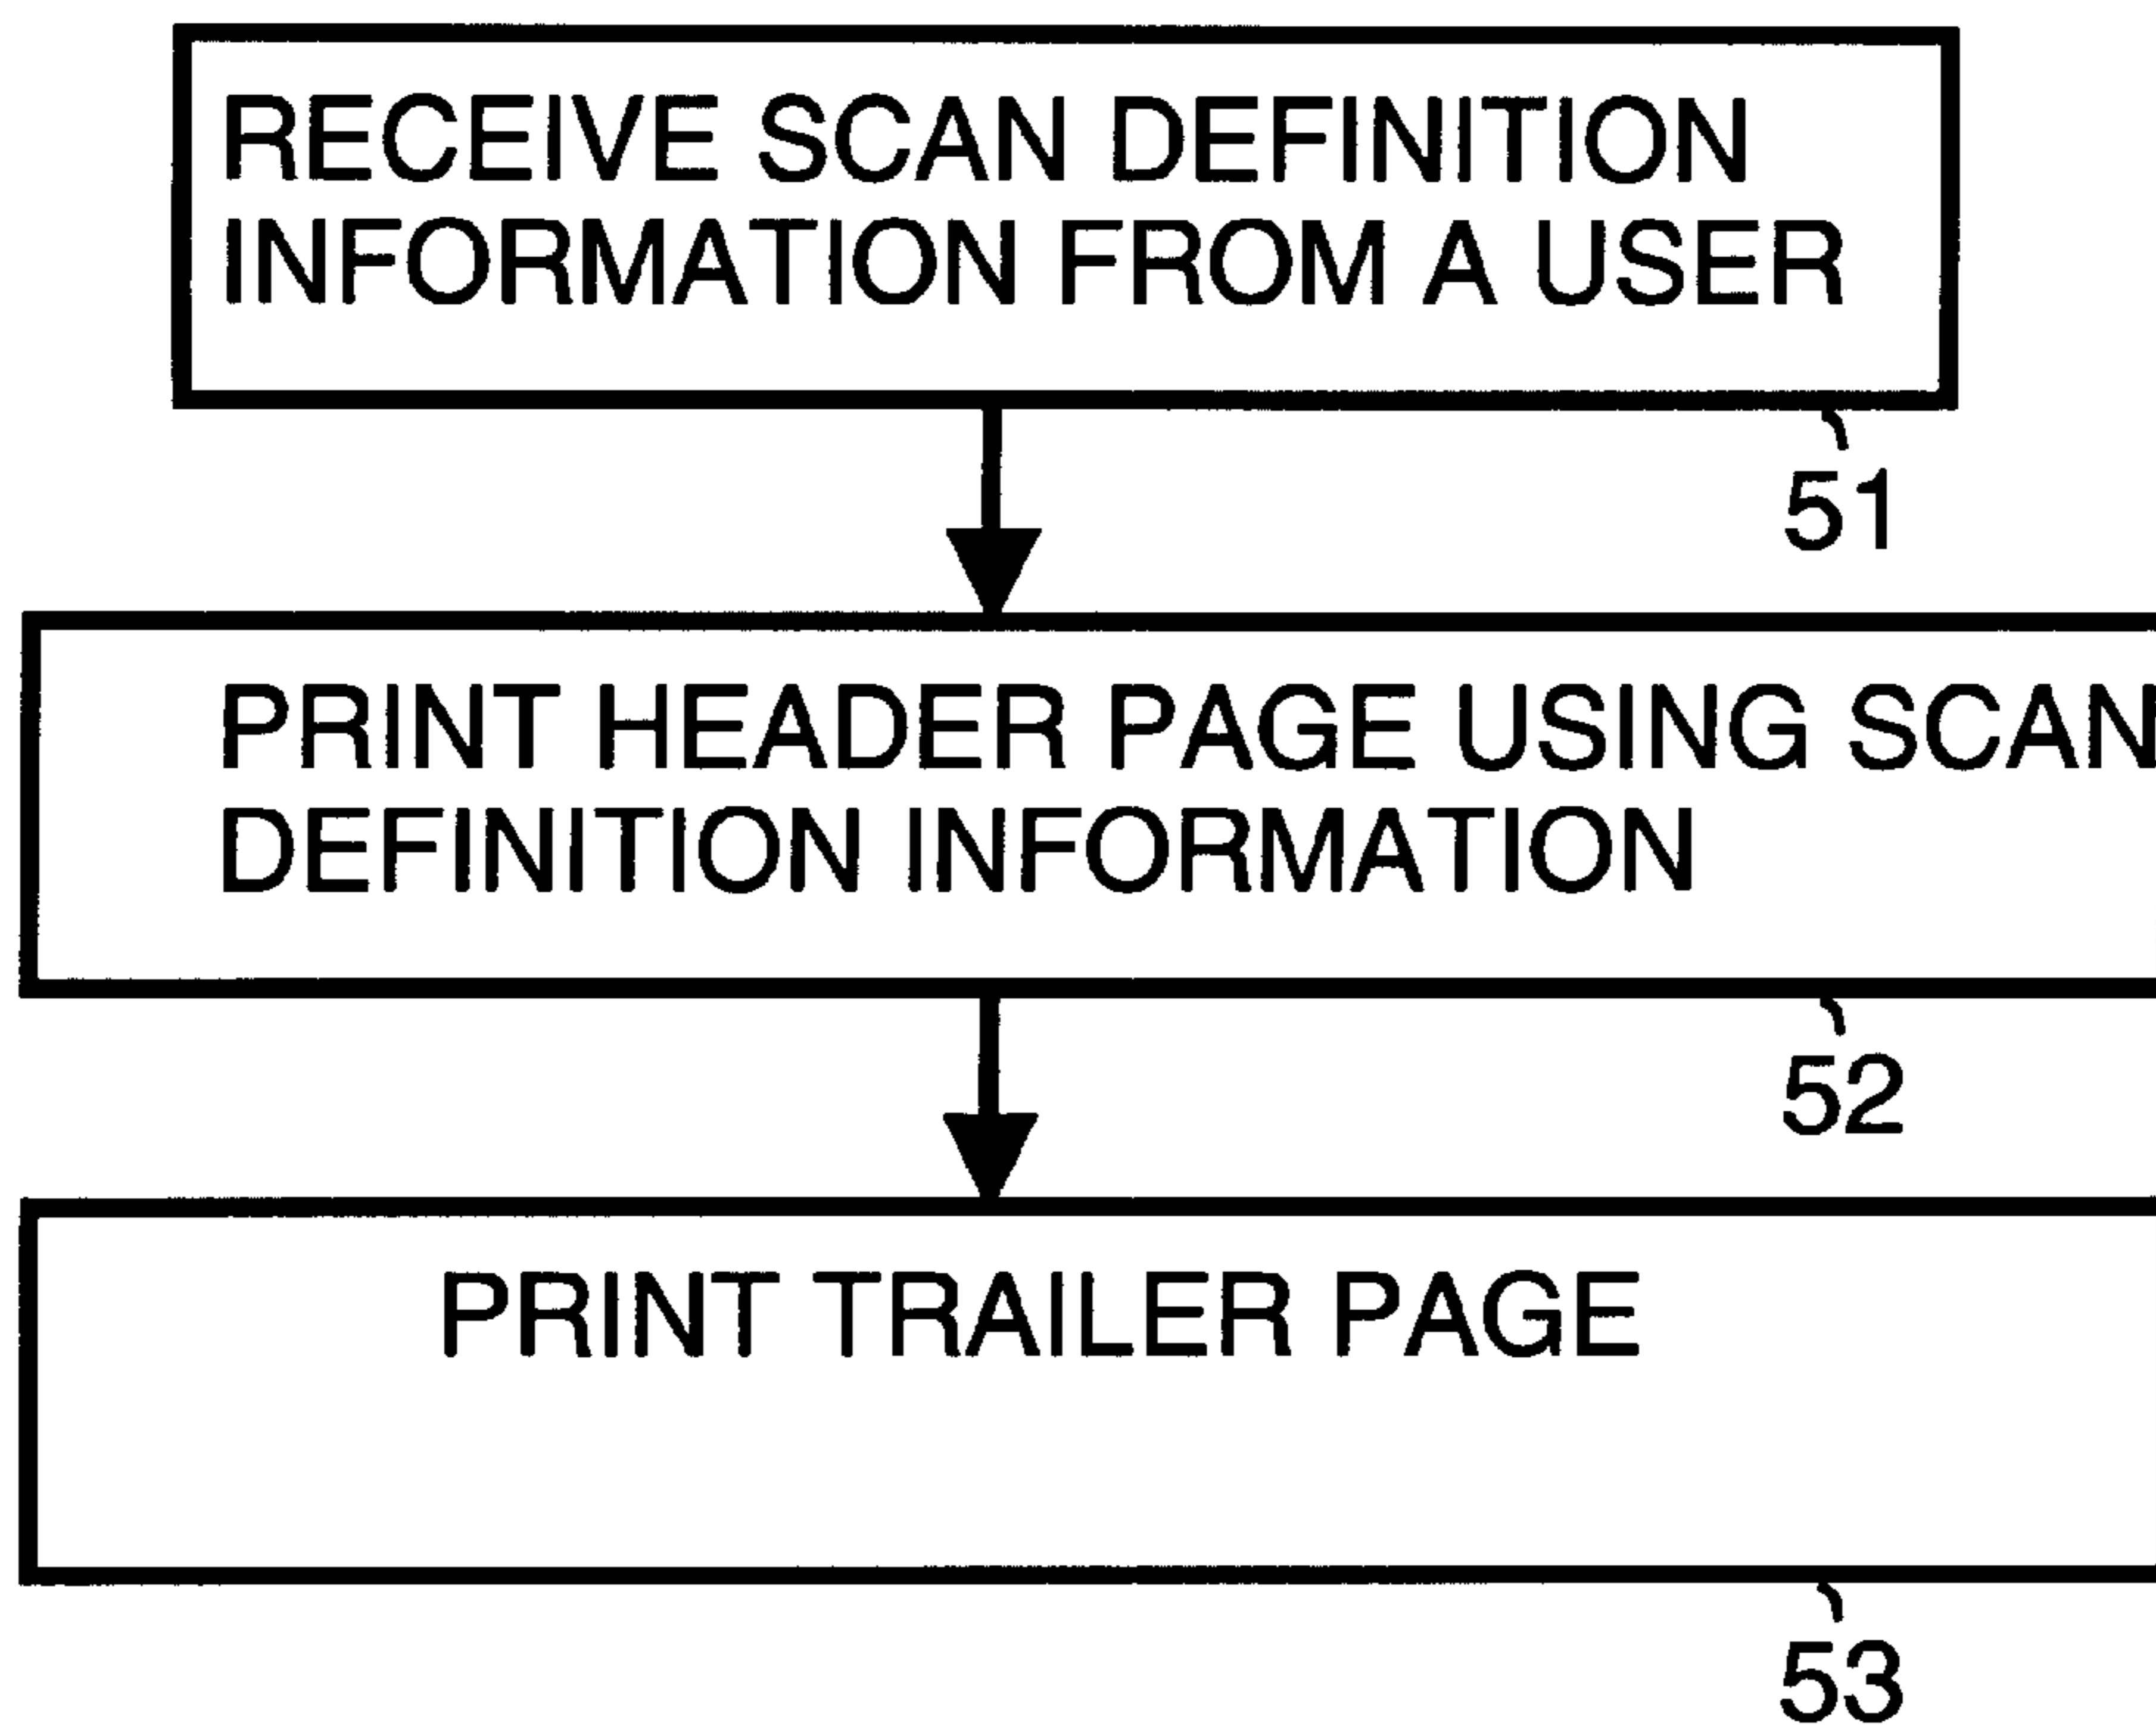 RECEIVE SCAN DEFINITION
INFORMATION FROM A USER
51
PRINT HEADER PAGE USING SCAN
DEFINITION INFORMATION
52
PRINT TRAILER PAGE
53